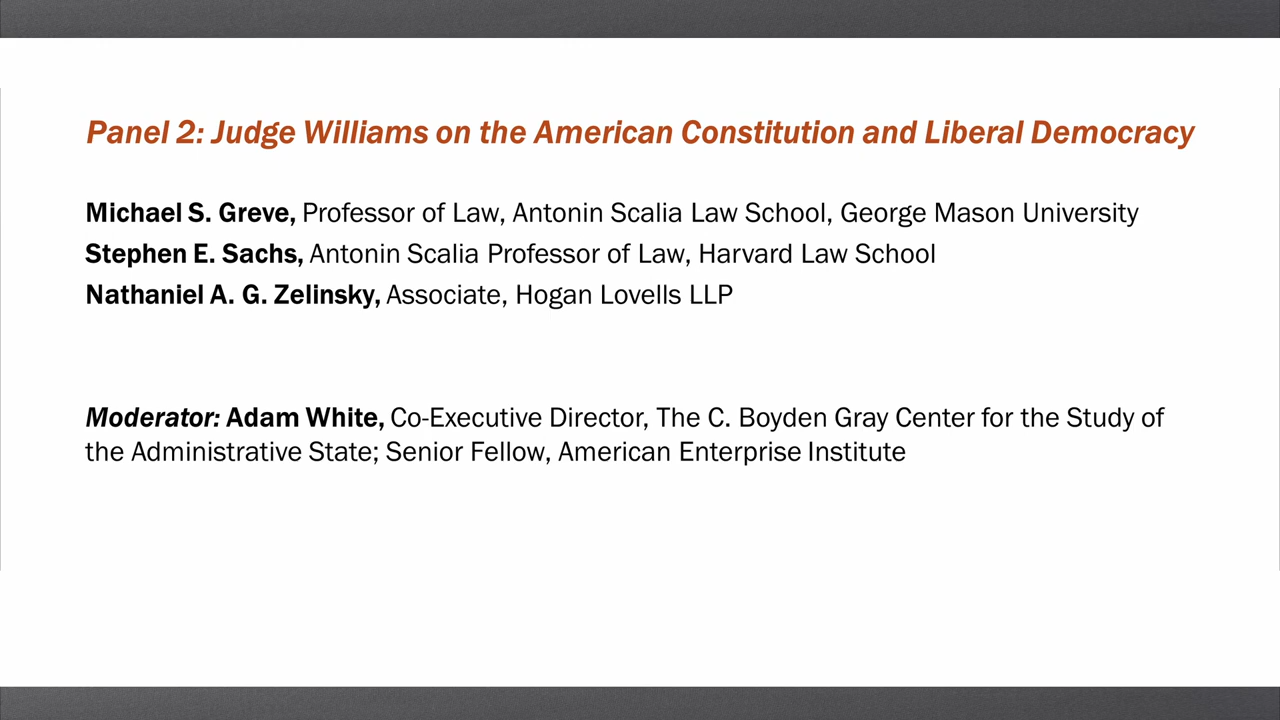 Panel 2: Judge Williams on the American Constitution and Liberal Democracy
Michael S. Greve, Professor of Law, Antonin Scalia Law School, George Mason University
Stephen E. Sachs, Antonin Scalia Professor of Law, Harvard Law School
Nathaniel A. G. Zelinsky, Associate, Hogan Lovells LLP
Moderator: Adam White, Co-Executive Director, The C. Boyden Gray Center for the Study of
the Administrative State; Senior Fellow, American Enterprise Institute